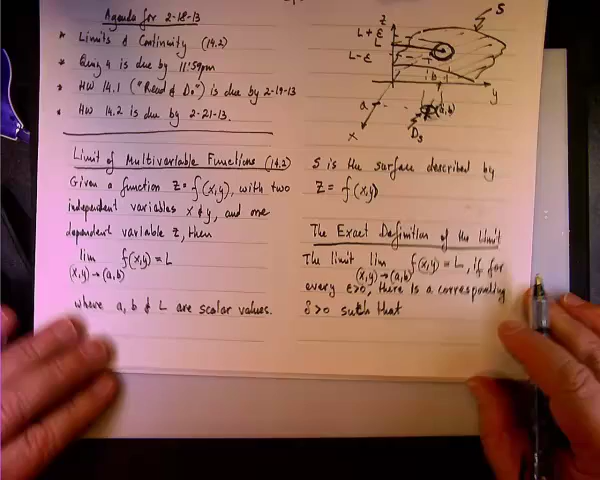 Agenda for 2-18-13
* Limits & Continuity (14.2)
* Quiz 4 is due by 11:59pm
* HW 14.1 ("Read & Do") is due by 2-19-13
* HW 14.2 is due by 2-21-13.
Limit of Multivariable Functions (14.2)
Given a function z = f(x,y), with two
independent variables x & y, and one
dependent variable z, then
lim f(x,y) = L
(x,y) → (a,b)
where a, b & L are scalar values.
z
S
L + ε
L
L - ε
b
y
a
(a,b)
x
D₈
S is the surface described by
z = f(x,y)
The Exact Definition of the Limit
The limit lim f(x,y) = L, if for
(x,y) → (a,b)
every ε>0, there is a corresponding
δ>0 such that